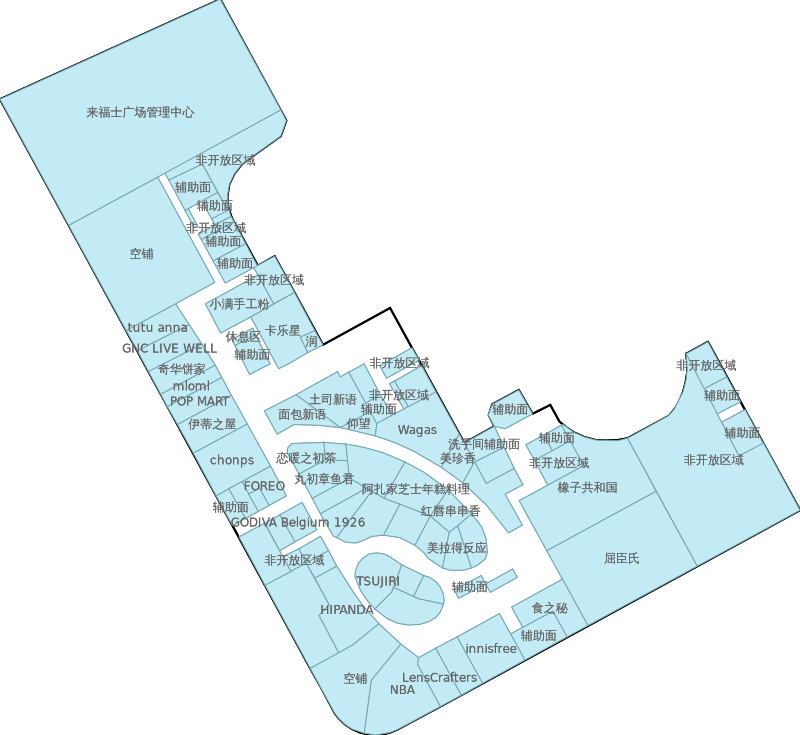 来福士广场管理中心
非开放区域
辅助面
辅助面
非开放区域
辅助面
空铺
辅助面
非开放区域
小满手工粉
tutu anna
卡乐星
休息区
润
GNC LIVE WELL
辅助面
奇华饼家
非开放区域
非开放区域
mloml
非开放区域
辅助面
POP MART
土司新语
辅助面
面包新语
辅助面
伊蒂之屋
仰望
Wagas
辅助面
辅助面
洗手间辅助面
chonps
恋暖之初茶
美珍香
非开放区域
非开放区域
丸初章鱼君
FOREO
阿扎家芝士年糕料理
橡子共和国
辅助面
红唇串串香
GODIVA Belgium 1926
美拉得反应
非开放区域
屈臣氏
TSUJIRI
辅助面
HIPANDA
食之秘
辅助面
innisfree
空铺
LensCrafters
NBA